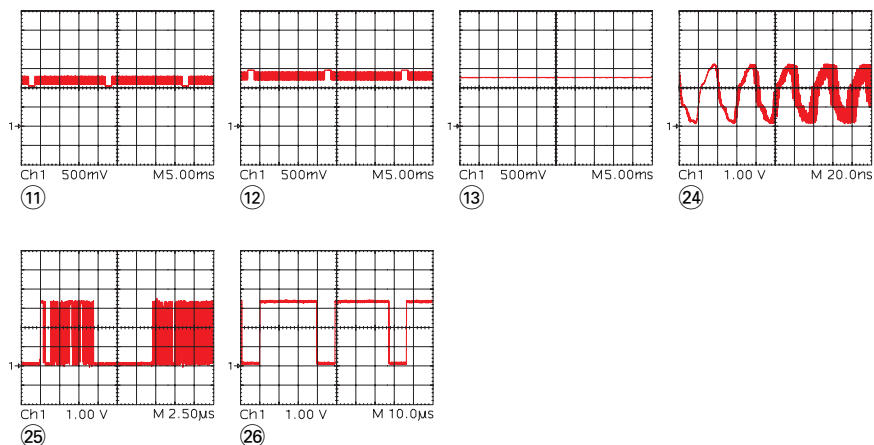 1
Ch1 500mV M5.00ms
⑪
1
Ch1 500mV M5.00ms
⑫
1
Ch1 500mV M5.00ms
⑬
1
Ch1 1.00 V M 20.0ns
㉔
1
Ch1 1.00 V M 2.50µs
㉕
1
Ch1 1.00 V M 10.0µs
㉖